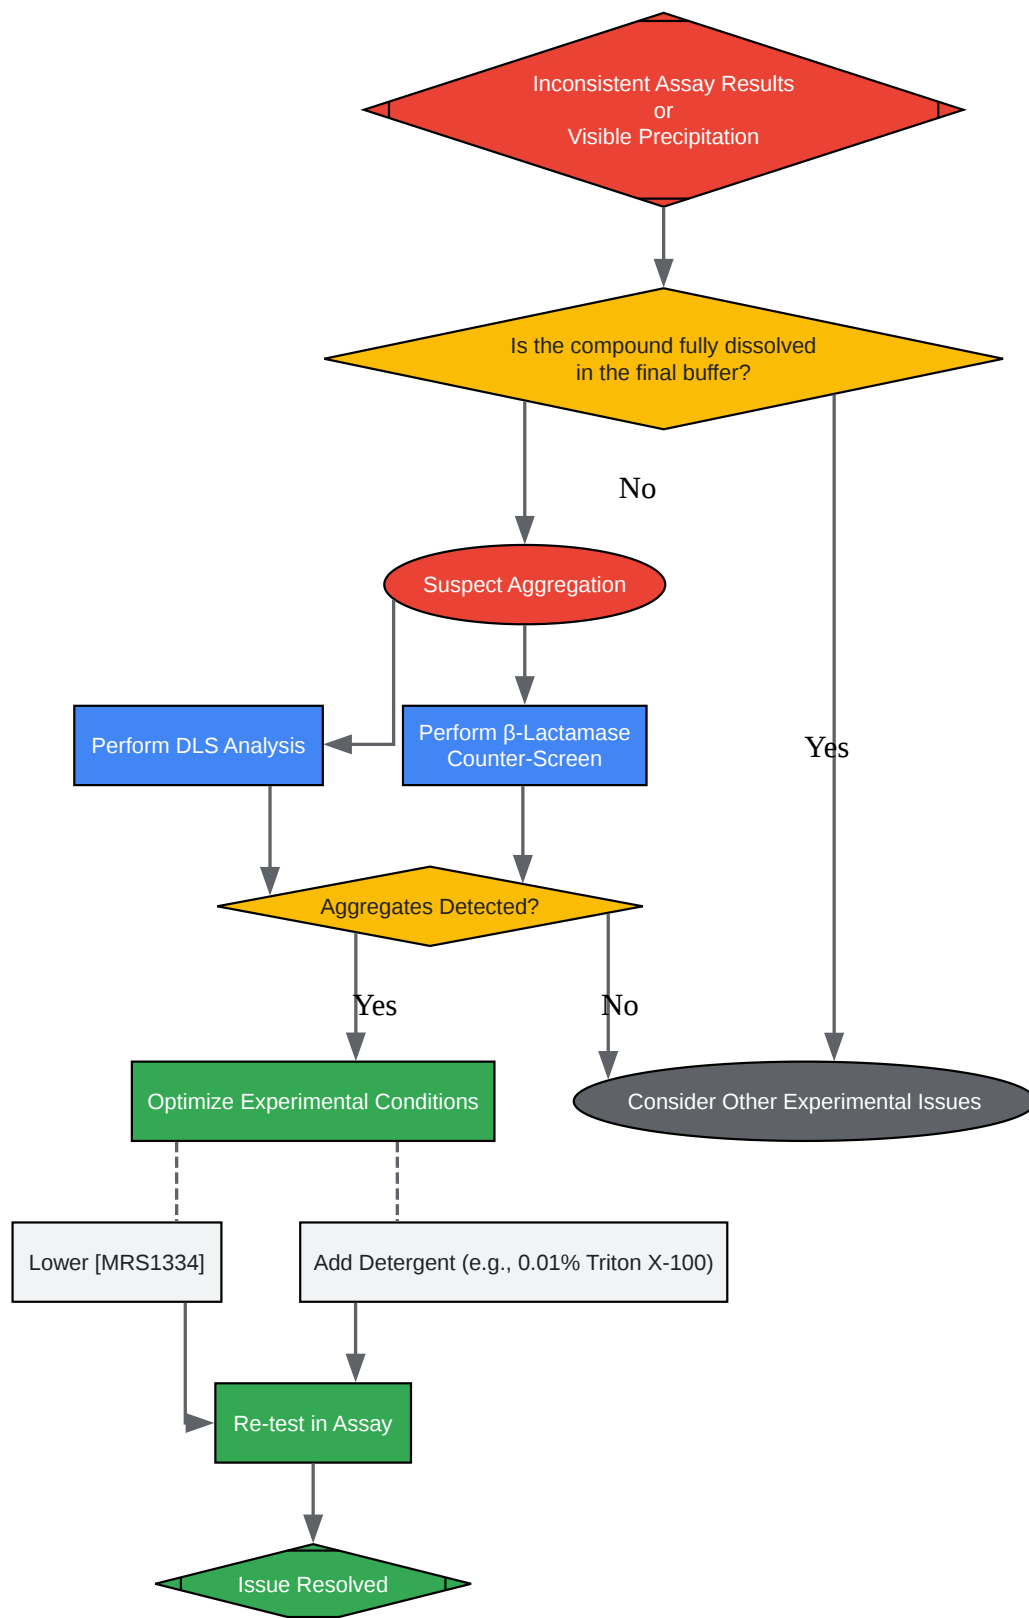 Inconsistent Assay Results
or
Visible Precipitation
Is the compound fully dissolved
in the final buffer?
No
Suspect Aggregation
Perform DLS Analysis
Perform β-Lactamase
Counter-Screen
Yes
Aggregates Detected?
Yes
No
Optimize Experimental Conditions
Consider Other Experimental Issues
Lower [MRS1334]
Add Detergent (e.g., 0.01% Triton X-100)
Re-test in Assay
Issue Resolved